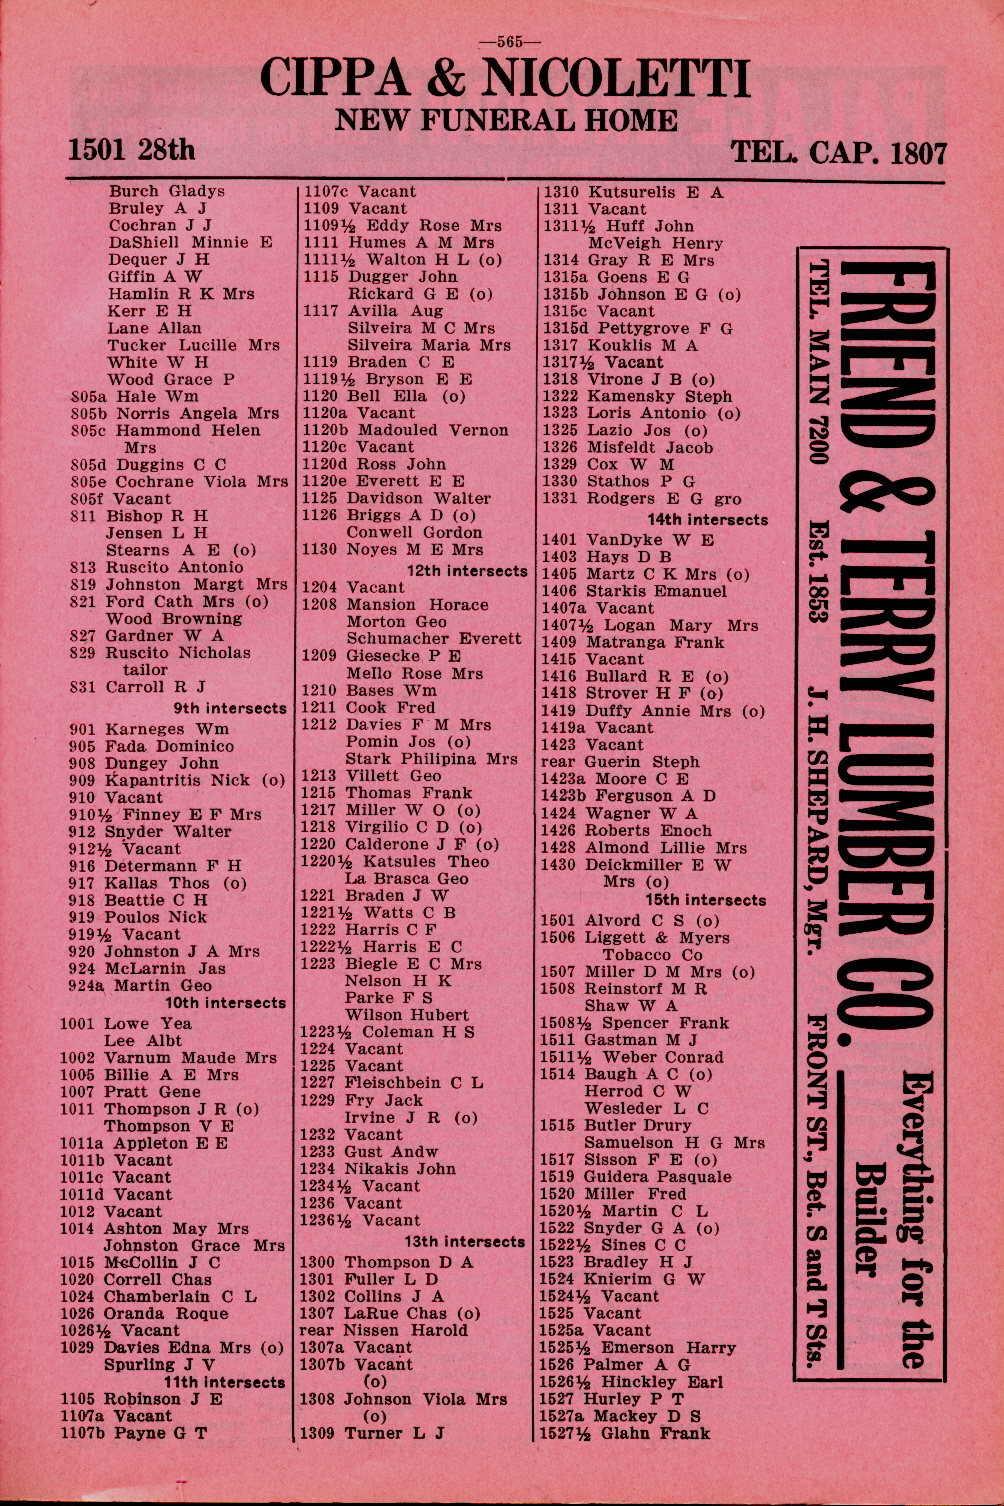 —565—
CIPPA & NICOLETTI
NEW FUNERAL HOME
1501 28th TEL. CAP. 1807
Burch Gladys
Bruley A J
Cochran J J
DaShiell Minnie E
Dequer J H
Giffin A W
Hamlin R K Mrs
Kerr E H
Lane Allan
Tucker Lucille Mrs
White W H
Wood Grace P
805a Hale Wm
805b Norris Angela Mrs
805c Hammond Helen
Mrs
805d Duggins C C
805e Cochrane Viola Mrs
805f Vacant
811 Bishop R H
Jensen L H
Stearns A E (o)
813 Ruscito Antonio
819 Johnston Margt Mrs
821 Ford Cath Mrs (o)
Wood Browning
827 Gardner W A
829 Ruscito Nicholas
tailor
831 Carroll R J
9th intersects
901 Karneges Wm
905 Fada Dominico
908 Dungey John
909 Kapantritis Nick (o)
910 Vacant
910½ Finney E F Mrs
912 Snyder Walter
912½ Vacant
916 Determann F H
917 Kallas Thos (o)
918 Beattie C H
919 Poulos Nick
919½ Vacant
920 Johnston J A Mrs
924 McLarnin Jas
924a Martin Geo
10th intersects
1001 Lowe Yea
Lee Albt
1002 Varnum Maude Mrs
1005 Billie A E Mrs
1007 Pratt Gene
1011 Thompson J R (o)
Thompson V E
1011a Appleton E E
1011b Vacant
1011c Vacant
1011d Vacant
1012 Vacant
1014 Ashton May Mrs
Johnston Grace Mrs
1015 McCollin J C
1020 Correll Chas
1024 Chamberlain C L
1026 Oranda Roque
1026½ Vacant
1029 Davies Edna Mrs (o)
Spurling J V
11th intersects
1105 Robinson J E
1107a Vacant
1107b Payne G T
1107c Vacant
1109 Vacant
1109½ Eddy Rose Mrs
1111 Humes A M Mrs
1111½ Walton H L (o)
1115 Dugger John
Rickard G E (o)
1117 Avilla Aug
Silveira M C Mrs
Silveira Maria Mrs
1119 Braden C E
1119½ Bryson E E
1120 Bell Ella (o)
1120a Vacant
1120b Madouled Vernon
1120c Vacant
1120d Ross John
1120e Everett E E
1125 Davidson Walter
1126 Briggs A D (o)
Conwell Gordon
1130 Noyes M E Mrs
12th intersects
1204 Vacant
1208 Mansion Horace
Morton Geo
Schumacher Everett
1209 Giesecke P E
Mello Rose Mrs
1210 Bases Wm
1211 Cook Fred
1212 Davies F M Mrs
Pomin Jos (o)
Stark Philipina Mrs
1213 Villett Geo
1215 Thomas Frank
1217 Miller W O (o)
1218 Virgilio C D (o)
1220 Calderone J F (o)
1220½ Katsules Theo
La Brasca Geo
1221 Braden J W
1221½ Watts C B
1222 Harris C F
1222½ Harris E C
1223 Biegle E C Mrs
Nelson H K
Parke F S
Wilson Hubert
1223½ Coleman H S
1224 Vacant
1225 Vacant
1227 Fleischbein C L
1229 Fry Jack
Irvine J R (o)
1232 Vacant
1233 Gust Andw
1234 Nikakis John
1234½ Vacant
1236 Vacant
1236½ Vacant
13th intersects
1300 Thompson D A
1301 Fuller L D
1302 Collins J A
1307 LaRue Chas (o)
rear Nissen Harold
1307a Vacant
1307b Vacant
(o)
1308 Johnson Viola Mrs
(o)
1309 Turner L J
1310 Kutsurelis E A
1311 Vacant
1311½ Huff John
McVeigh Henry
1314 Gray R E Mrs
1315a Goens E G
1315b Johnson E G (o)
1315c Vacant
1315d Pettygrove F G
1317 Kouklis M A
1317½ Vacant
1318 Virone J B (o)
1322 Kamensky Steph
1323 Loris Antonio (o)
1325 Lazio Jos (o)
1326 Misfeldt Jacob
1329 Cox W M
1330 Stathos P G
1331 Rodgers E G gro
14th intersects
1401 VanDyke W E
1403 Hays D B
1405 Martz C K Mrs (o)
1406 Starkis Emanuel
1407a Vacant
1407½ Logan Mary Mrs
1409 Matranga Frank
1415 Vacant
1416 Bullard R E (o)
1418 Strover H F (o)
1419 Duffy Annie Mrs (o)
1419a Vacant
1423 Vacant
rear Guerin Steph
1423a Moore C E
1423b Ferguson A D
1424 Wagner W A
1426 Roberts Enoch
1428 Almond Lillie Mrs
1430 Deickmiller E W
Mrs (o)
15th intersects
1501 Alvord C S (o)
1506 Liggett & Myers
Tobacco Co
1507 Miller D M Mrs (o)
1508 Reinstorf M R
Shaw W A
1508½ Spencer Frank
1511 Gastman M J
1511½ Weber Conrad
1514 Baugh A C (o)
Herrod C W
Wesleder L C
1515 Butler Drury
Samuelson H G Mrs
1517 Sisson F E (o)
1519 Guidera Pasquale
1520 Miller Fred
1520½ Martin C L
1522 Snyder G A (o)
1522½ Sines C C
1523 Bradley H J
1524 Knierim G W
1524½ Vacant
1525 Vacant
1525a Vacant
1525½ Emerson Harry
1526 Palmer A G
1526½ Hinckley Earl
1527 Hurley P T
1527a Mackey D S
1527½ Glahn Frank
FRIEND & TERRY LUMBER CO.
Everything for the
Builder
TEL. MAIN 7200 Est. 1853 J. H. SHEPARD, Mgr. FRONT ST., Bet. S and T Sts.